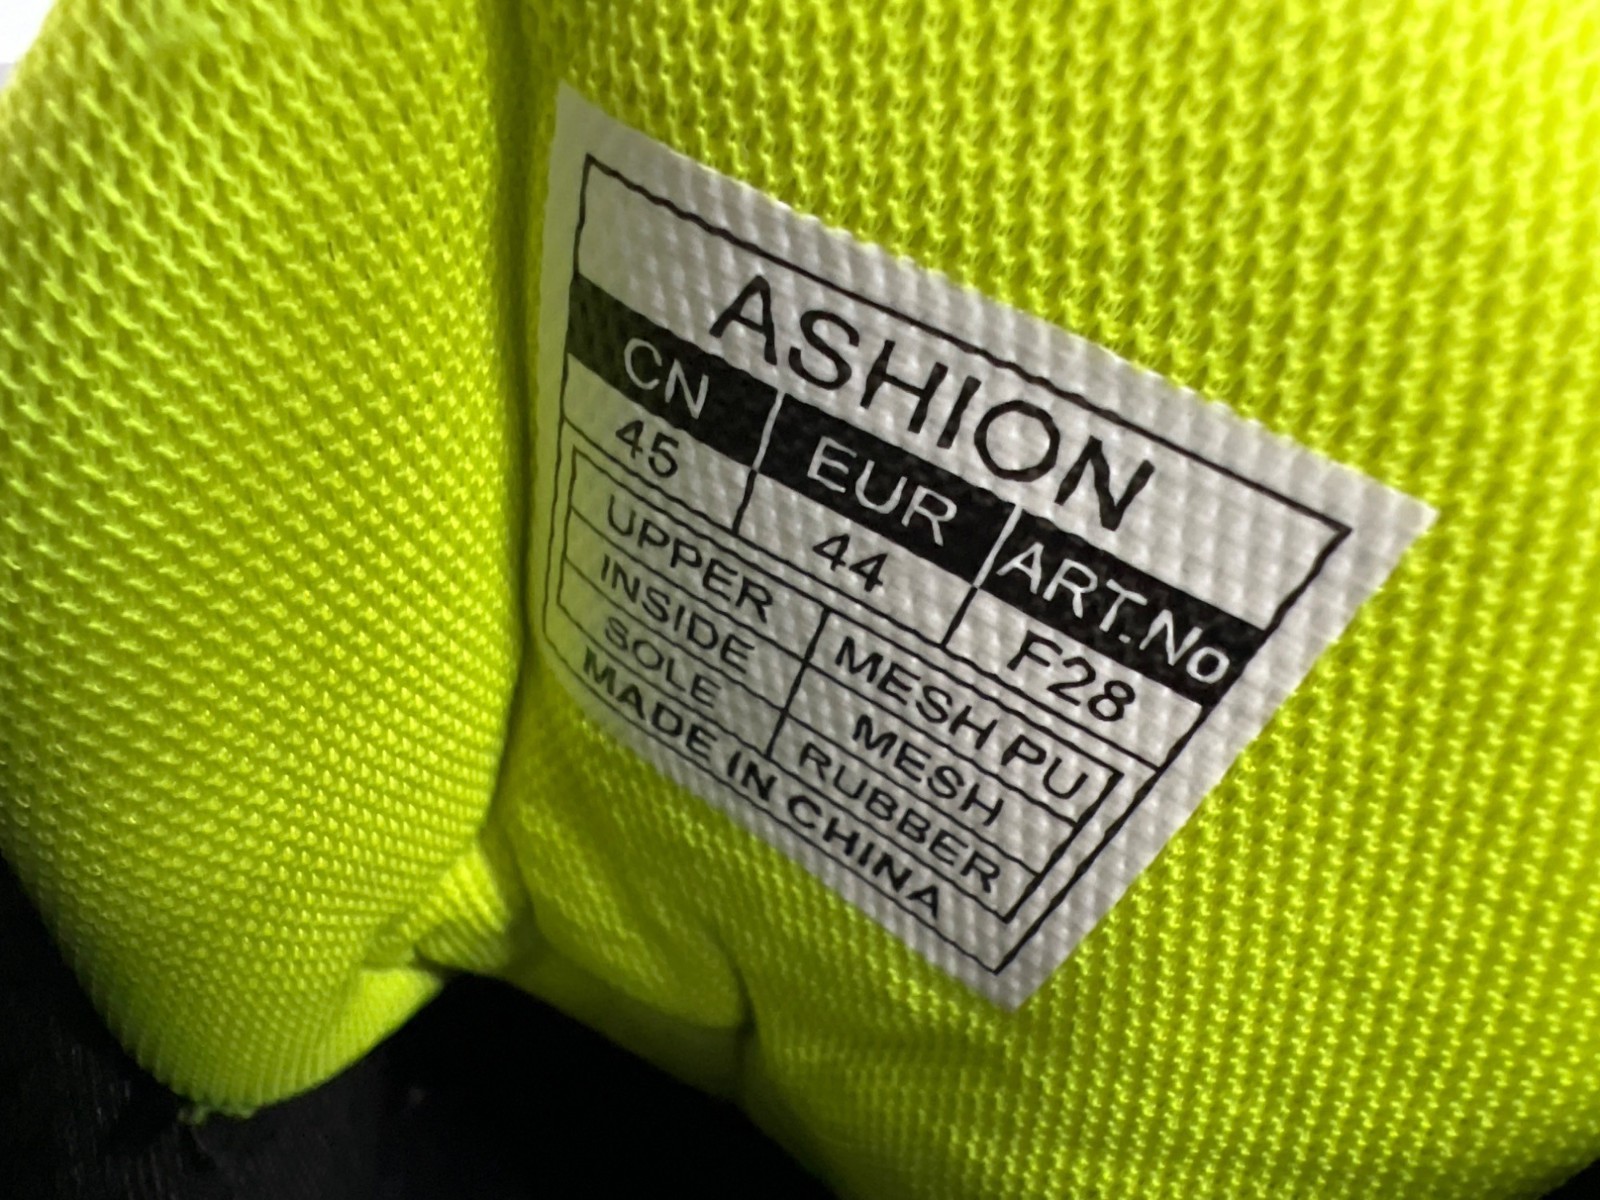 ASHION
CN EUR ART.No
45 44 F28
UPPER MESH PU
INSIDE MESH
SOLE RUBBER
MADE IN CHINA